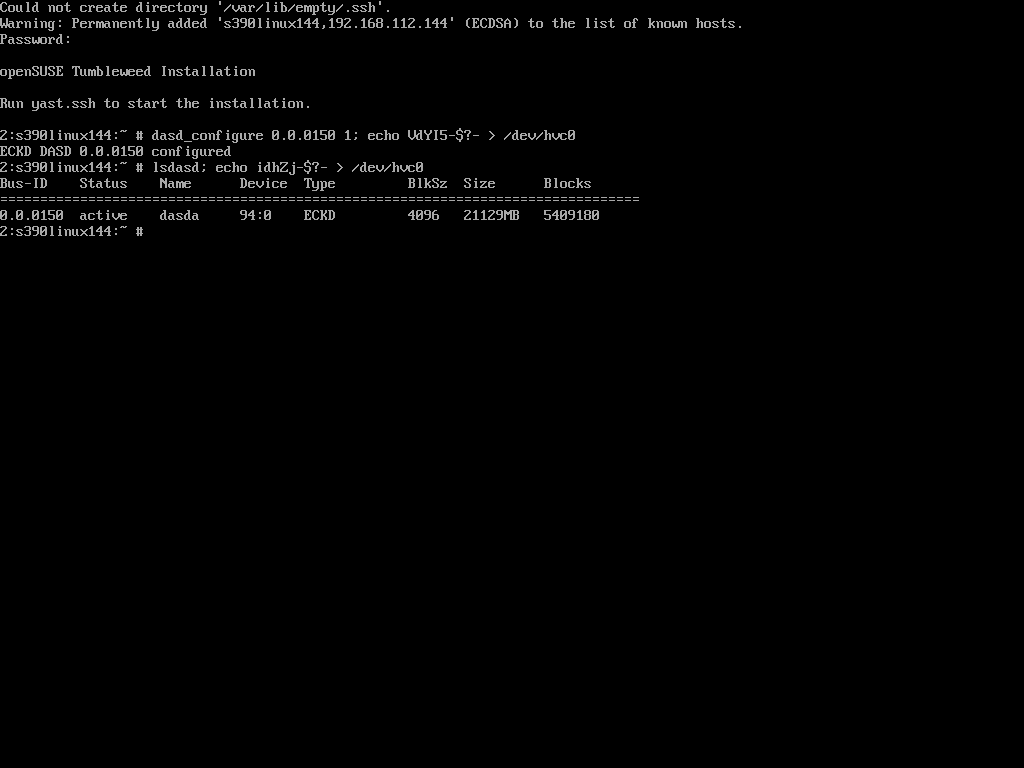 Could not create directory '/var/lib/empty/.ssh'.
Warning: Permanently added 's390linux144,192.168.112.144' (ECDSA) to the list of known hosts.
Password:
openSUSE Tumbleweed Installation
Run yast.ssh to start the installation.
2:s390linux144:~ # dasd_configure 0.0.0150 1; echo VdYI5-$?- > /dev/hvc0
ECKD DASD 0.0.0150 configured
2:s390linux144:~ # lsdasd; echo idhZj-$?- > /dev/hvc0
Bus-ID    Status    Name      Device  Type         BlkSz  Size      Blocks
================================================================================
0.0.0150  active    dasda     94:0    ECKD         4096   21129MB   5409180
2:s390linux144:~ #